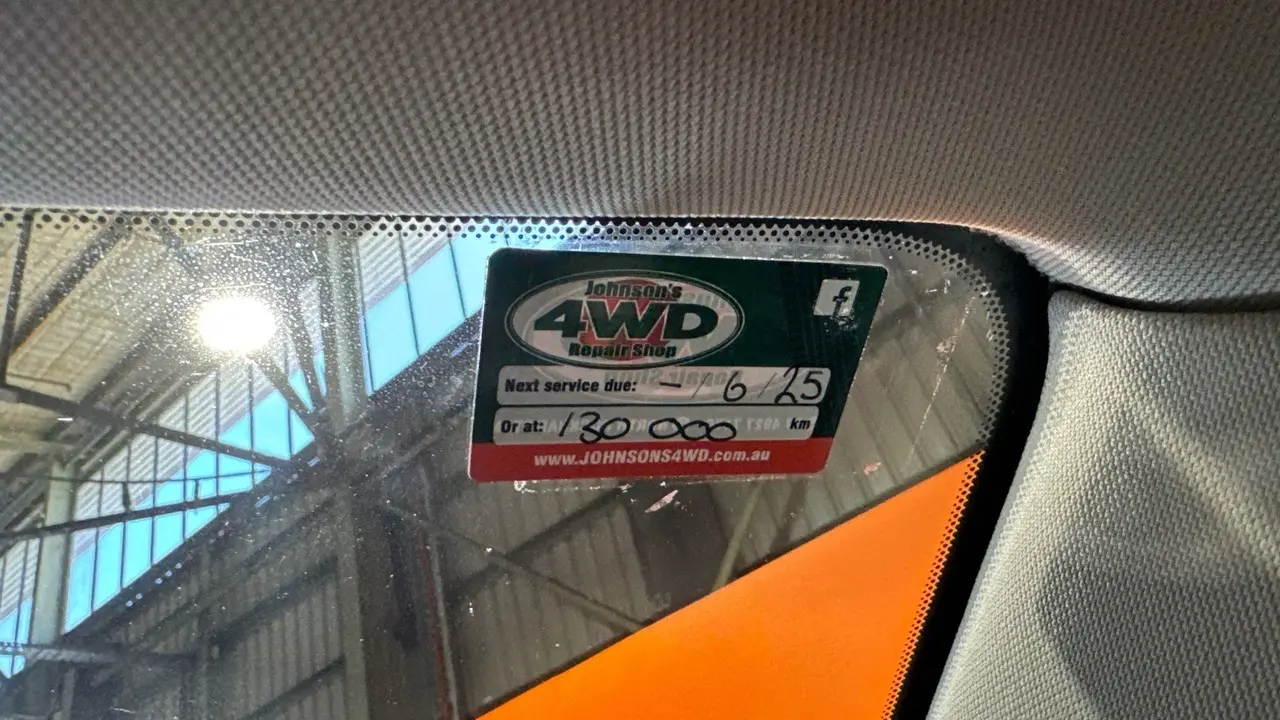 Johnson's
4WD
Repair Shop
f
Next service due: - / 6 / 25
Or at: 130 000 km
www.JOHNSONS4WD.com.au